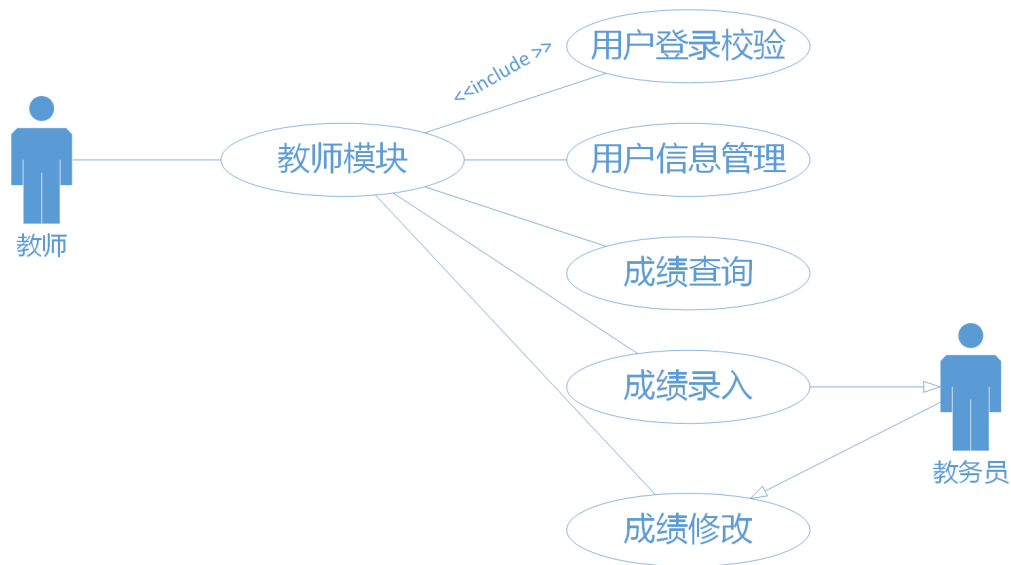 用户登录校验
<<include >>
教师模块
用户信息管理
教师
成绩查询
成绩录入
教务员
成绩修改